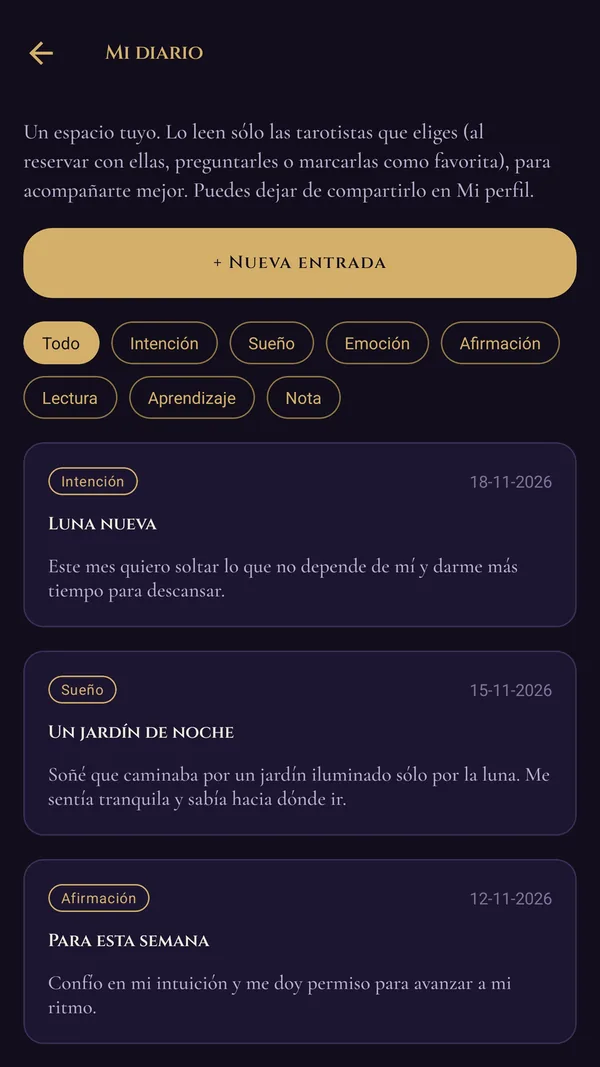 Mi diario
Un espacio tuyo. Lo leen sólo las tarotistas que eliges (al
reservar con ellas, preguntarles o marcarlas como favorita), para
acompañarte mejor. Puedes dejar de compartirlo en Mi perfil.
+ Nueva entrada
Todo Intención Sueño Emoción Afirmación
Lectura Aprendizaje Nota
Intención 18-11-2026
Luna nueva
Este mes quiero soltar lo que no depende de mí y darme más
tiempo para descansar.
Sueño 15-11-2026
Un jardín de noche
Soñé que caminaba por un jardín iluminado sólo por la luna. Me
sentía tranquila y sabía hacia dónde ir.
Afirmación 12-11-2026
Para esta semana
Confío en mi intuición y me doy permiso para avanzar a mi
ritmo.